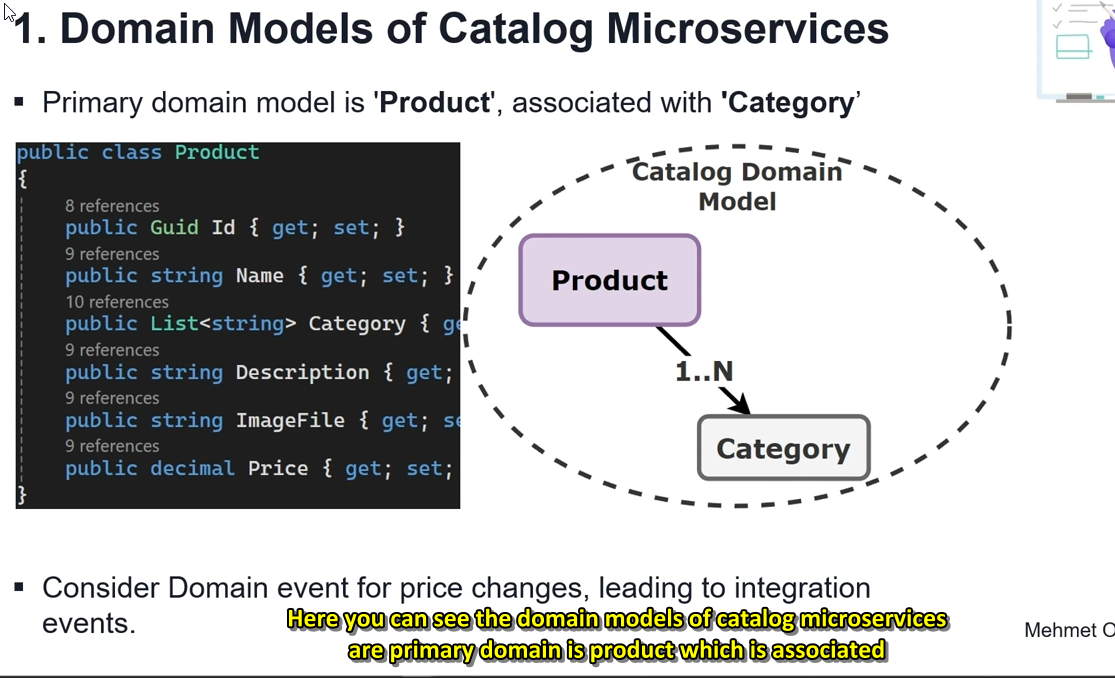 1. Domain Models of Catalog Microservices
▪ Primary domain model is 'Product', associated with 'Category’
public class Product
{
8 references
public Guid Id { get; set; }
9 references
public string Name { get; set; }
10 references
public List<string> Category { ge
9 references
public string Description { get;
9 references
public string ImageFile { get; se
9 references
public decimal Price { get; set;
}
Catalog Domain
Model
Product
1..N
Category
▪ Consider Domain event for price changes, leading to integration
events.
Here you can see the domain models of catalog microservices
are primary domain is product which is associated
Mehmet O